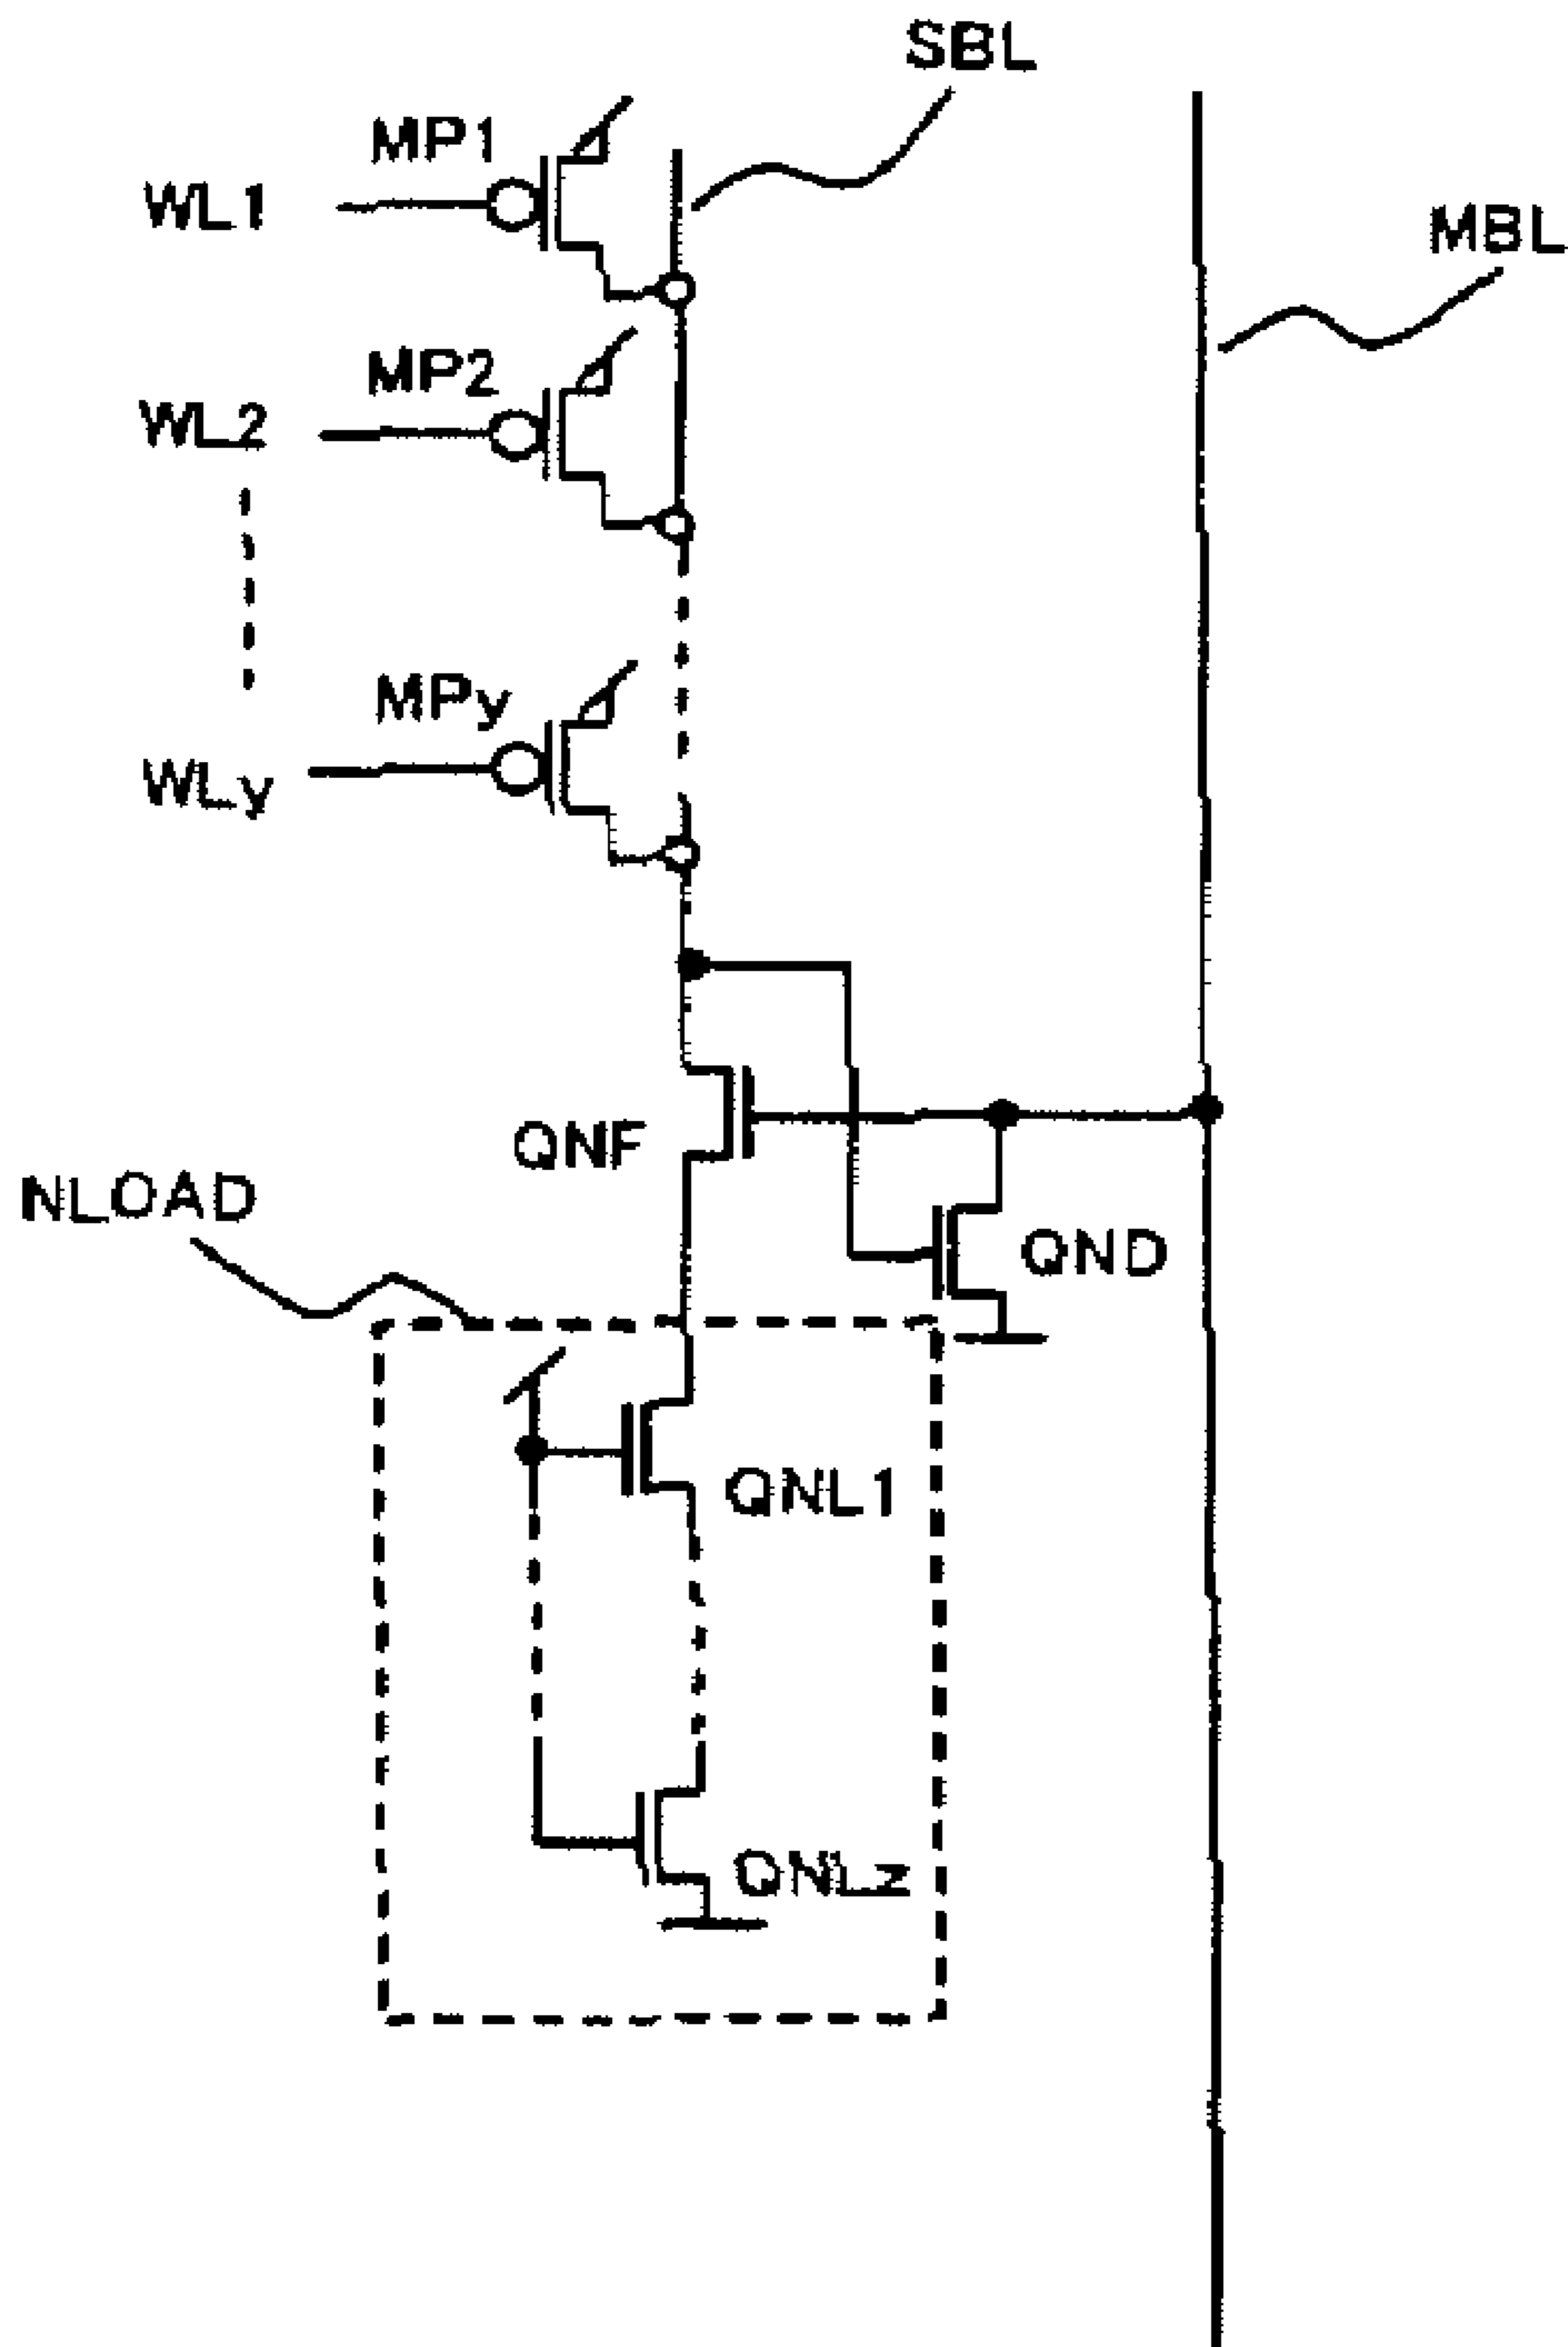 SBL
MP1
WL1
MBL
MP2
WL2
MPy
WLy
QNF
NLOAD
QND
QNL1
QNLz